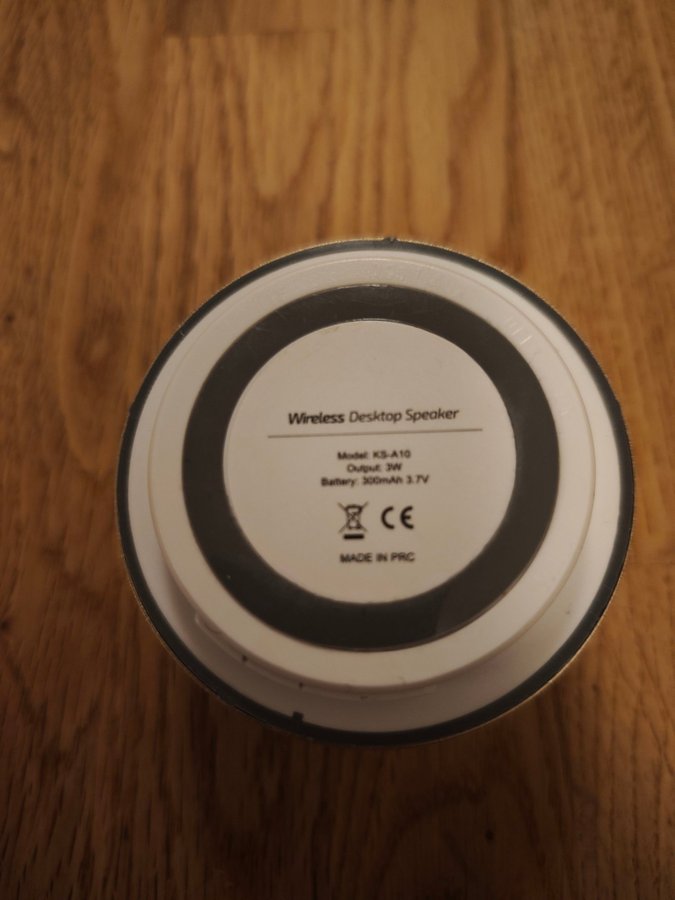 Wireless Desktop Speaker
Model: KS-A10
Output: 3W
Battery: 300mAh 3.7V
CE
MADE IN PRC